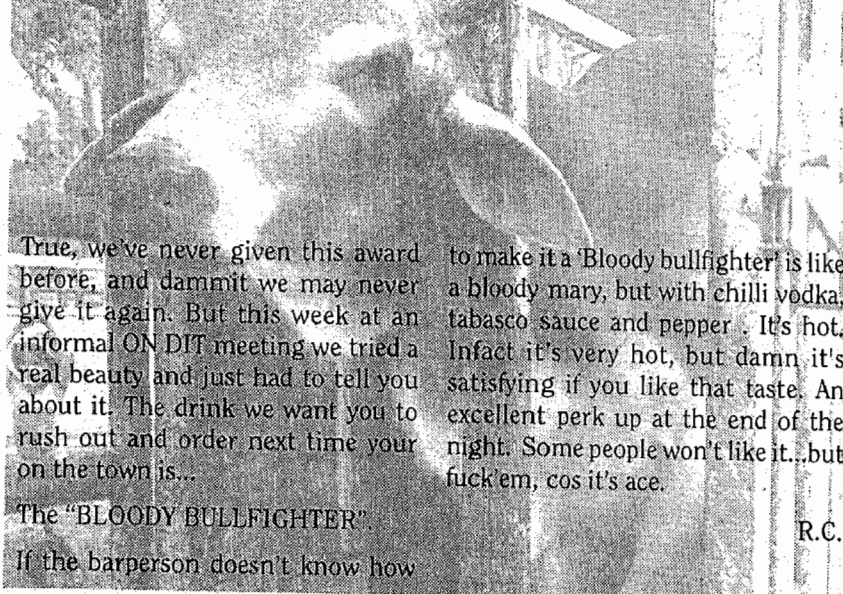 True, we've never given this award
before, and dammit we may never
give it again. But this week at an
informal ON DIT meeting we tried a
real beauty and just had to tell you
about it. The drink we want you to
rush out and order next time your
on the town is...
The "BLOODY BULLFIGHTER".
If the barperson doesn't know how
to make it a 'Bloody bullfighter' is like
a bloody mary, but with chilli vodka,
tabasco sauce and pepper . It's hot.
Infact it's very hot, but damn it's
satisfying if you like that taste. An
excellent perk up at the end of the
night. Some people won't like it...but
fuck'em, cos it's ace.
R.C.